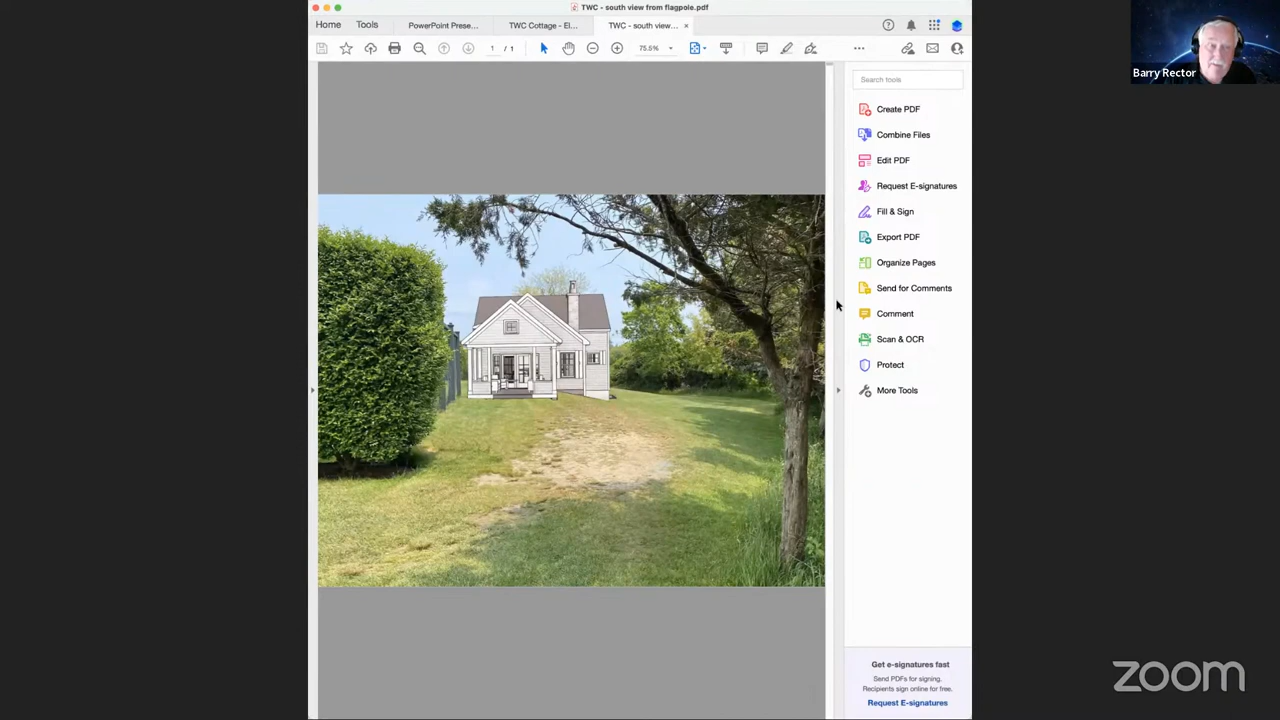 TWC - south view from flagpole.pdf
Home
Tools
PowerPoint Prese...
TWC Cottage - El...
TWC - south view...
1 / 1
75.5%
Search tools
Create PDF
Combine Files
Edit PDF
Request E-signatures
Fill & Sign
Export PDF
Organize Pages
Send for Comments
Comment
Scan & OCR
Protect
More Tools
Get e-signatures fast
Send PDFs for signing.
Recipients sign online for free.
Request E-signatures
Barry Rector
zoom